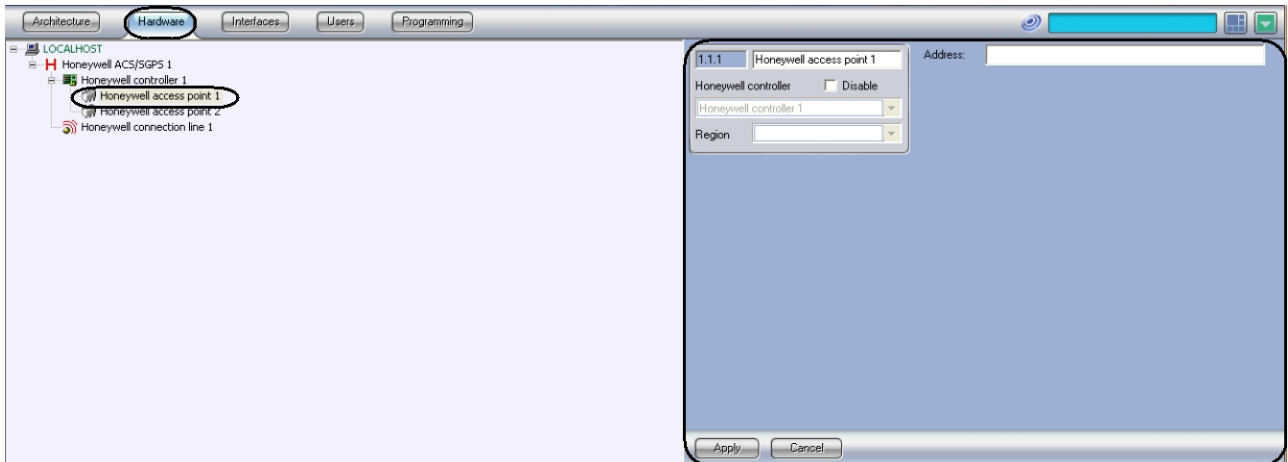 Architecture Hardware Interfaces Users Programming
LOCALHOST
Honeywell ACS/SGPS 1
Honeywell controller 1
Honeywell access point 1
Honeywell access point 2
Honeywell connection line 1
1.1.1 Honeywell access point 1
Address:
Honeywell controller Disable
Honeywell controller 1
Region
Apply Cancel